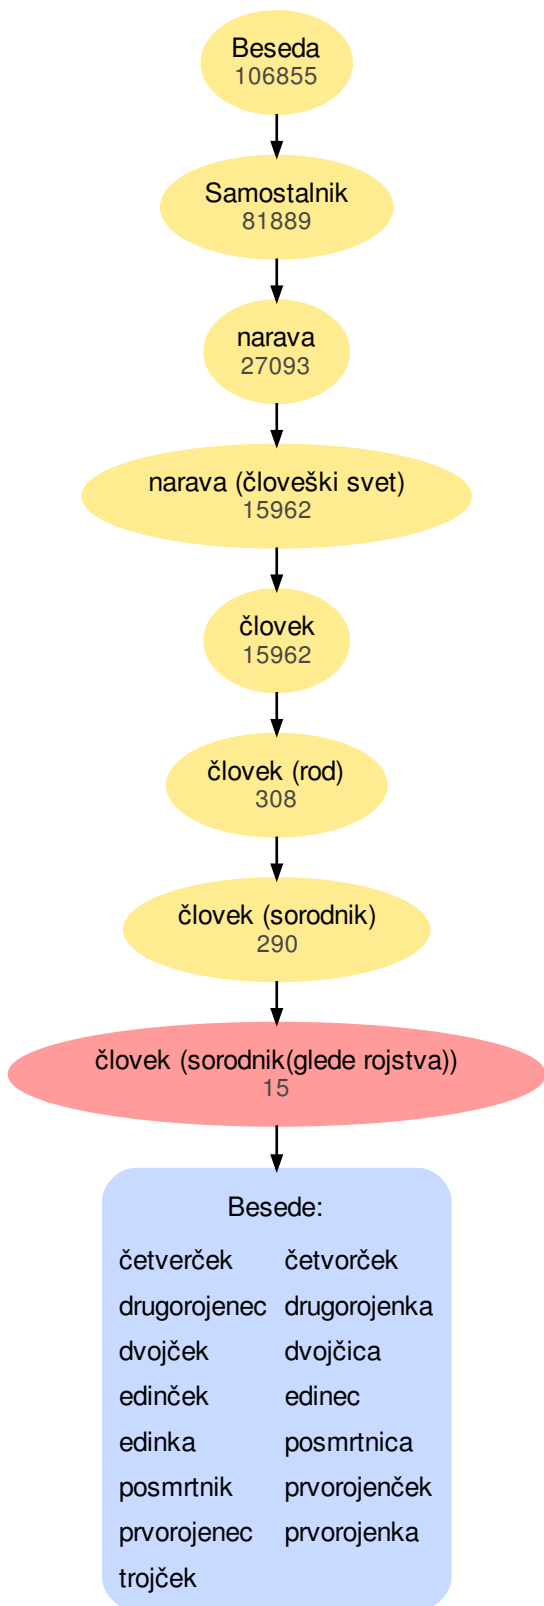 Beseda
106855
Samostalnik
81889
narava
27093
narava (človeški svet)
15962
človek
15962
človek (rod)
308
človek (sorodnik)
290
človek (sorodnik(glede rojstva))
15
Besede:
četverček četvorček
drugorojenec drugorojenka
dvojček dvojčica
edinček edinec
edinka posmrtnica
posmrtnik prvorojenček
prvorojenec prvorojenka
trojček